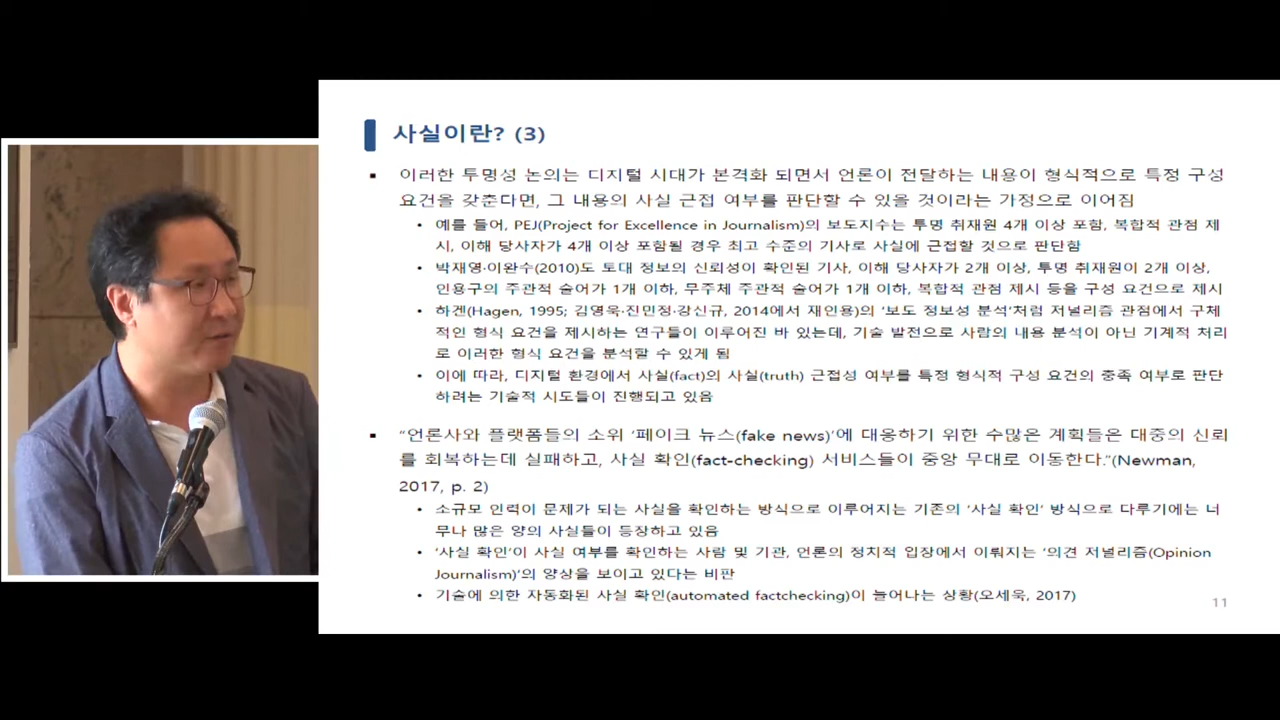 사실이란? (3)
▪ 이러한 투명성 논의는 디지털 시대가 본격화 되면서 언론이 전달하는 내용이 형식적으로 특정 구성
요건을 갖춘다면, 그 내용의 사실 근접 여부를 판단할 수 있을 것이라는 가정으로 이어짐
• 예를 들어, PEJ(Project for Excellence in Journalism)의 보도지수는 투명 취재원 4개 이상 포함, 복합적 관점 제
시, 이해 당사자가 4개 이상 포함될 경우 최고 수준의 기사로 사실에 근접할 것으로 판단함
• 박재영·이완수(2010)도 토대 정보의 신뢰성이 확인된 기사, 이해 당사자가 2개 이상, 투명 취재원이 2개 이상,
인용구의 주관적 술어가 1개 이하, 무주체 주관적 술어가 1개 이하, 복합적 관점 제시 등을 구성 요건으로 제시
• 하겐(Hagen, 1995; 김영욱·진민정·강신규, 2014에서 재인용)의 '보도 정보성 분석'처럼 저널리즘 관점에서 구체
적인 형식 요건을 제시하는 연구들이 이루어진 바 있는데, 기술 발전으로 사람의 내용 분석이 아닌 기계적 처리
로 이러한 형식 요건을 분석할 수 있게 됨
• 이에 따라, 디지털 환경에서 사실(fact)의 사실(truth) 근접성 여부를 특정 형식적 구성 요건의 충족 여부로 판단
하려는 기술적 시도들이 진행되고 있음
▪ “언론사와 플랫폼들의 소위 ‘페이크 뉴스(fake news)’에 대응하기 위한 수많은 계획들은 대중의 신뢰
를 회복하는데 실패하고, 사실 확인(fact-checking) 서비스들이 중앙 무대로 이동한다.”(Newman,
2017, p. 2)
• 소규모 인력이 문제가 되는 사실을 확인하는 방식으로 이루어지는 기존의 ‘사실 확인’ 방식으로 다루기에는 너
무나 많은 양의 사실들이 등장하고 있음
• ‘사실 확인’이 사실 여부를 확인하는 사람 및 기관, 언론의 정치적 입장에서 이뤄지는 ‘의견 저널리즘(Opinion
Journalism)’의 양상을 보이고 있다는 비판
• 기술에 의한 자동화된 사실 확인(automated factchecking)이 늘어나는 상황(오세욱, 2017)
11